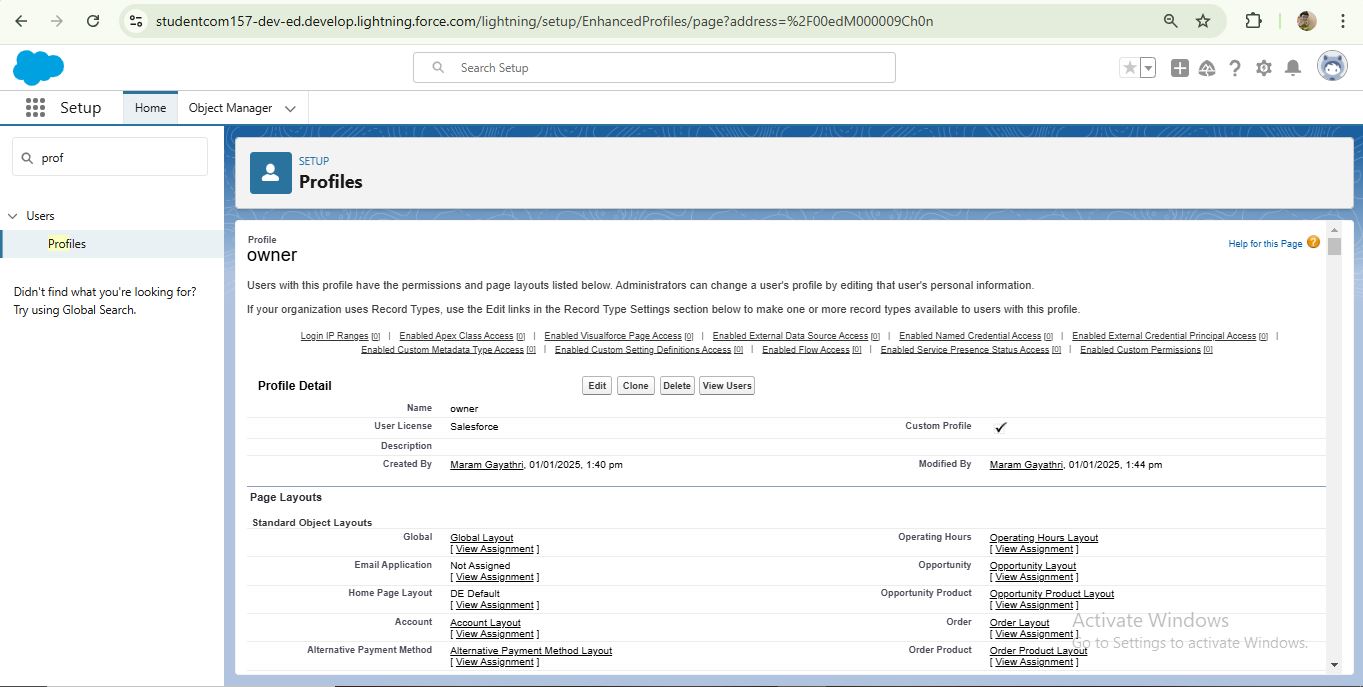 studentcom157-dev-ed.develop.lightning.force.com/lightning/setup/EnhancedProfiles/page?address=%2F00edM000009Ch0n
Search Setup
Setup Home Object Manager
prof
Users
Profiles
Didn't find what you're looking for?
Try using Global Search.
SETUP
Profiles
Profile
owner
Help for this Page ?
Users with this profile have the permissions and page layouts listed below. Administrators can change a user's profile by editing that user's personal information.
If your organization uses Record Types, use the Edit links in the Record Type Settings section below to make one or more record types available to users with this profile.
Login IP Ranges [0] | Enabled Apex Class Access [0] | Enabled Visualforce Page Access [0] | Enabled External Data Source Access [0] | Enabled Named Credential Access [0] | Enabled External Credential Principal Access [0] |
Enabled Custom Metadata Type Access [0] | Enabled Custom Setting Definitions Access [0] | Enabled Flow Access [0] | Enabled Service Presence Status Access [0] | Enabled Custom Permissions [0]
Profile Detail Edit Clone Delete View Users
Name owner
User License Salesforce Custom Profile ✓
Description
Created By Maram Gayathri, 01/01/2025, 1:40 pm Modified By Maram Gayathri, 01/01/2025, 1:44 pm
Page Layouts
Standard Object Layouts
Global Global Layout Operating Hours Operating Hours Layout
[ View Assignment ] [ View Assignment ]
Email Application Not Assigned Opportunity Opportunity Layout
[ View Assignment ] [ View Assignment ]
Home Page Layout DE Default Opportunity Product Opportunity Product Layout
[ View Assignment ] [ View Assignment ]
Account Account Layout Order Order Layout
[ View Assignment ] [ View Assignment ]
Alternative Payment Method Alternative Payment Method Layout Order Product Order Product Layout
[ View Assignment ] [ View Assignment ]
Activate Windows
Go to Settings to activate Windows.